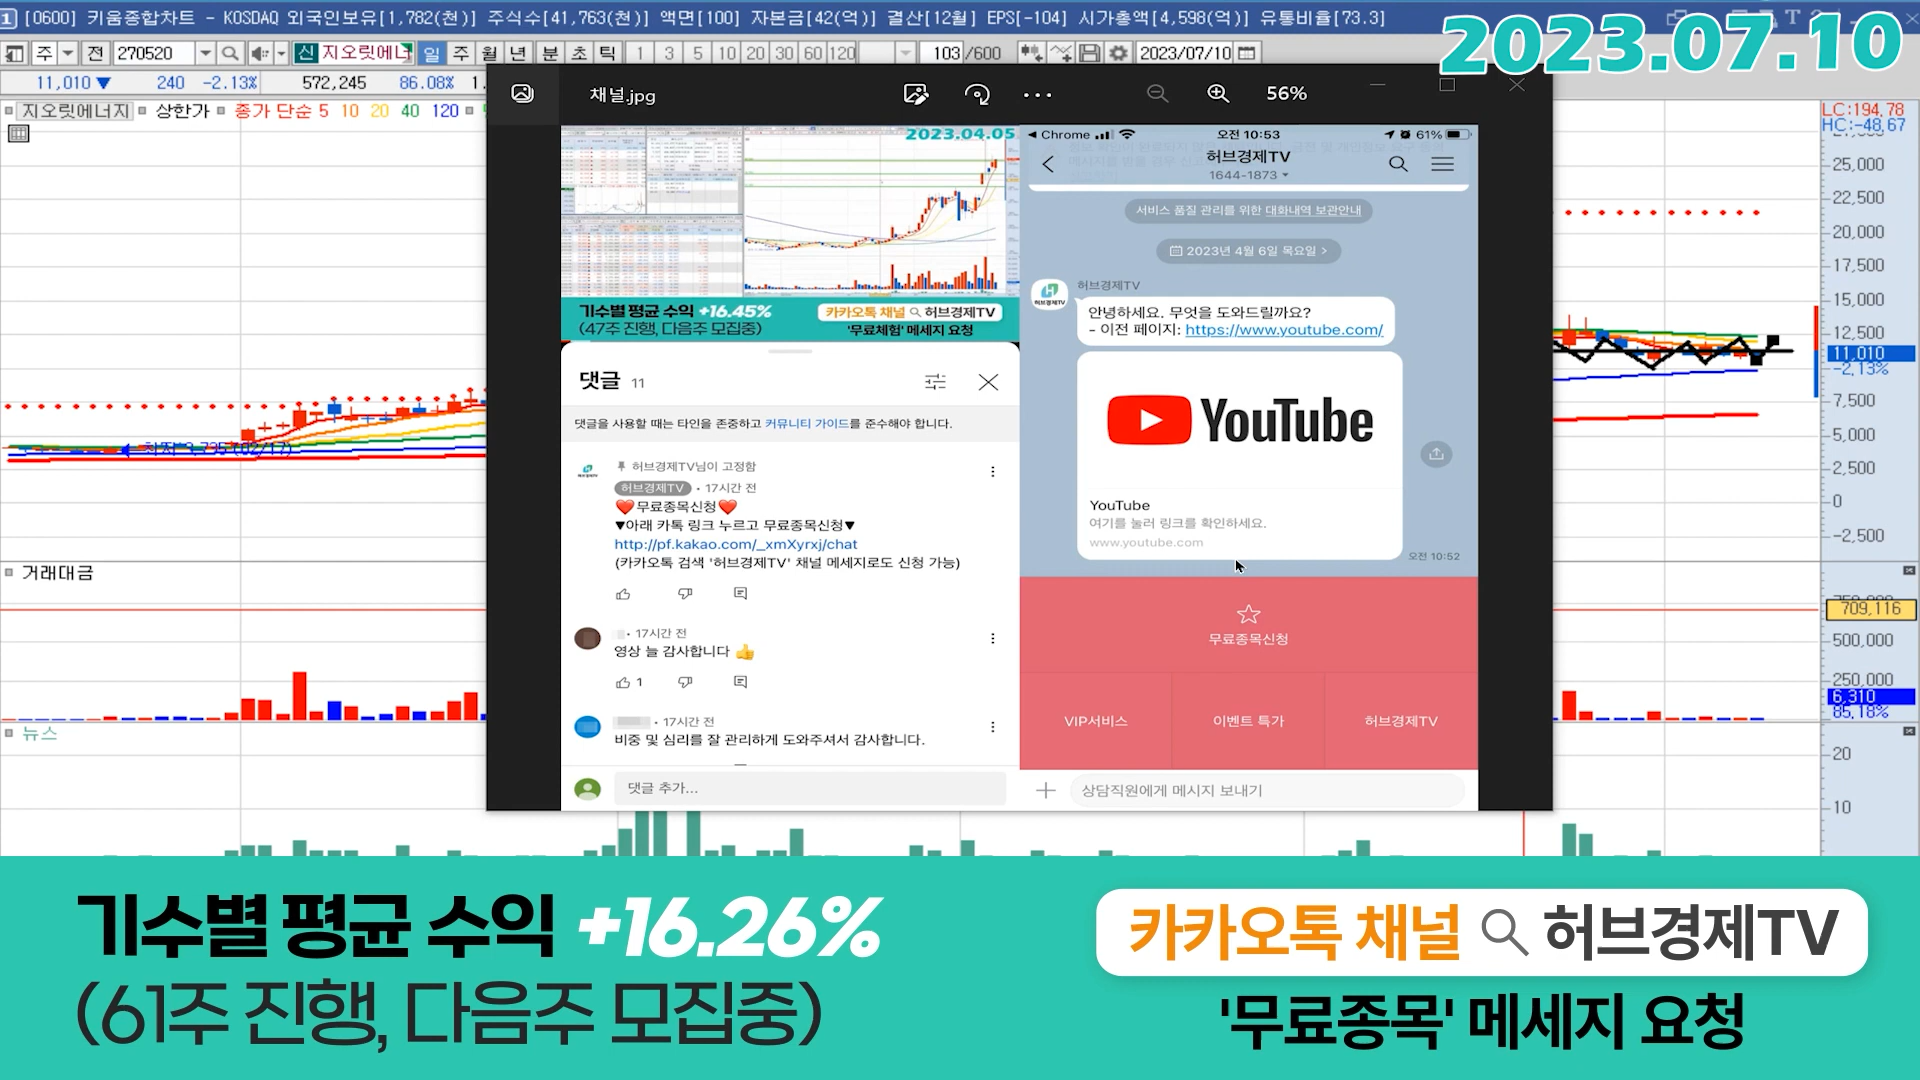 [0600] 키움종합차트 - KOSDAQ 외국인보유[1,782(천)] 주식수[41,763(천)] 액면[100] 자본금[42(억)] 결산[12월] EPS[-104] 시가총액[4,598(억)] 유통비율[73.3]
2023.07.10
주 전 270520 신 지오릿에너 일 주 월 년 분 초 틱 1 3 5 10 20 30 60 120 103 /600 2023/07/10
11,010 ▼ 240 -2.13% 572,245 86.08%
지오릿에너지 상한가 종가 단순 5 10 20 40 120
LC:194.78
HC:-48.67
25,000
22,500
20,000
17,500
15,000
12,500
11,010
-2.13%
7,500
5,000
2,500
0
-2,500
거래대금
709,116
500,000
250,000
6,310
85.18%
뉴스
20
10
채널.jpg
56%
2023.04.05
기수별 평균 수익 +16.45%
(47주 진행, 다음주 모집중)
카카오톡 채널 허브경제TV
'무료체험' 메세지 요청
댓글 11
댓글을 사용할 때는 타인을 존중하고 커뮤니티 가이드를 준수해야 합니다.
허브경제TV님이 고정함
허브경제TV • 17시간 전
❤️무료종목신청❤️
▼아래 카톡 링크 누르고 무료종목신청▼
http://pf.kakao.com/_xmXyrxj/chat
(카카오톡 검색 '허브경제TV' 채널 메세지로도 신청 가능)
• 17시간 전
영상 늘 감사합니다 👍
1
• 17시간 전
비중 및 심리를 잘 관리하게 도와주셔서 감사합니다.
댓글 추가...
Chrome 오전 10:53 61%
허브경제TV
1644-1873
서비스 품질 관리를 위한 대화내역 보관안내
2023년 4월 6일 목요일 >
허브경제TV
안녕하세요. 무엇을 도와드릴까요?
- 이전 페이지: https://www.youtube.com/
YouTube
YouTube
여기를 눌러 링크를 확인하세요.
www.youtube.com
오전 10:52
무료종목신청
VIP서비스 이벤트 특가 허브경제TV
상담직원에게 메시지 보내기
기수별 평균 수익 +16.26%
(61주 진행, 다음주 모집중)
카카오톡 채널 허브경제TV
'무료종목' 메세지 요청